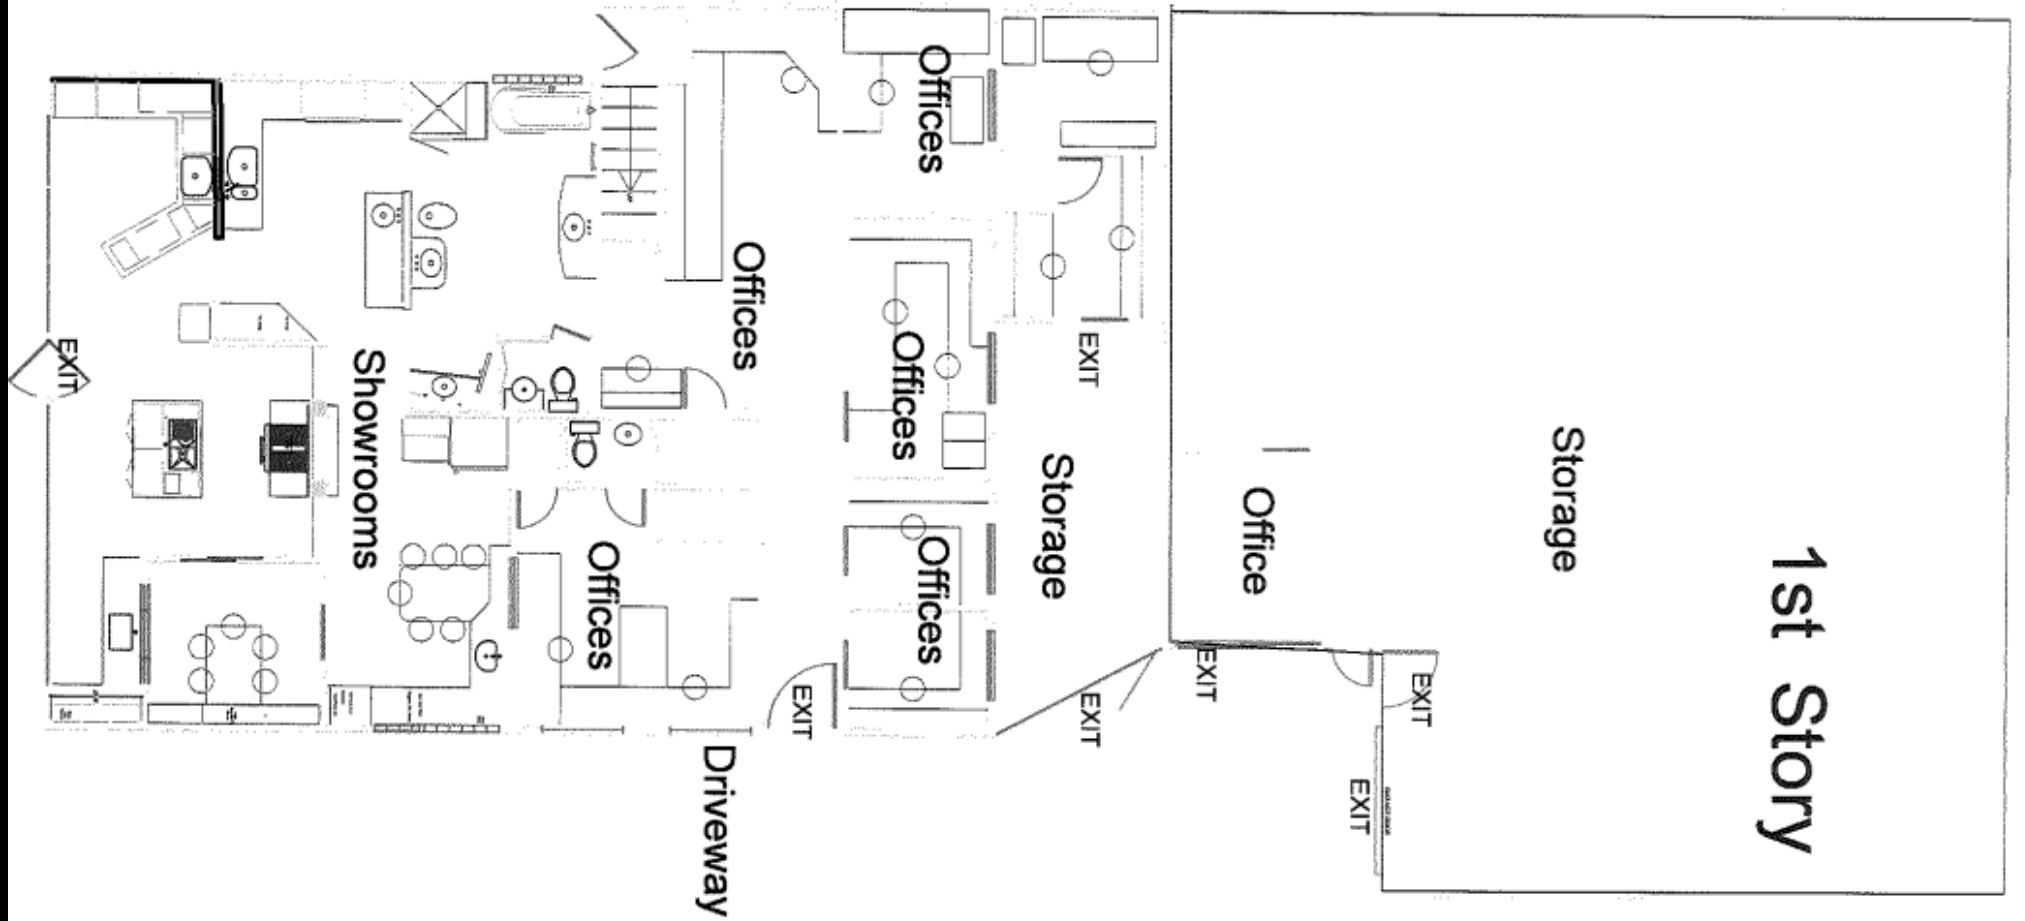 1st Story
Storage
Office
Storage
Offices
Offices
Offices
Offices
Offices
Showrooms
Driveway
EXIT
EXIT
EXIT
EXIT
EXIT
EXIT
EXIT